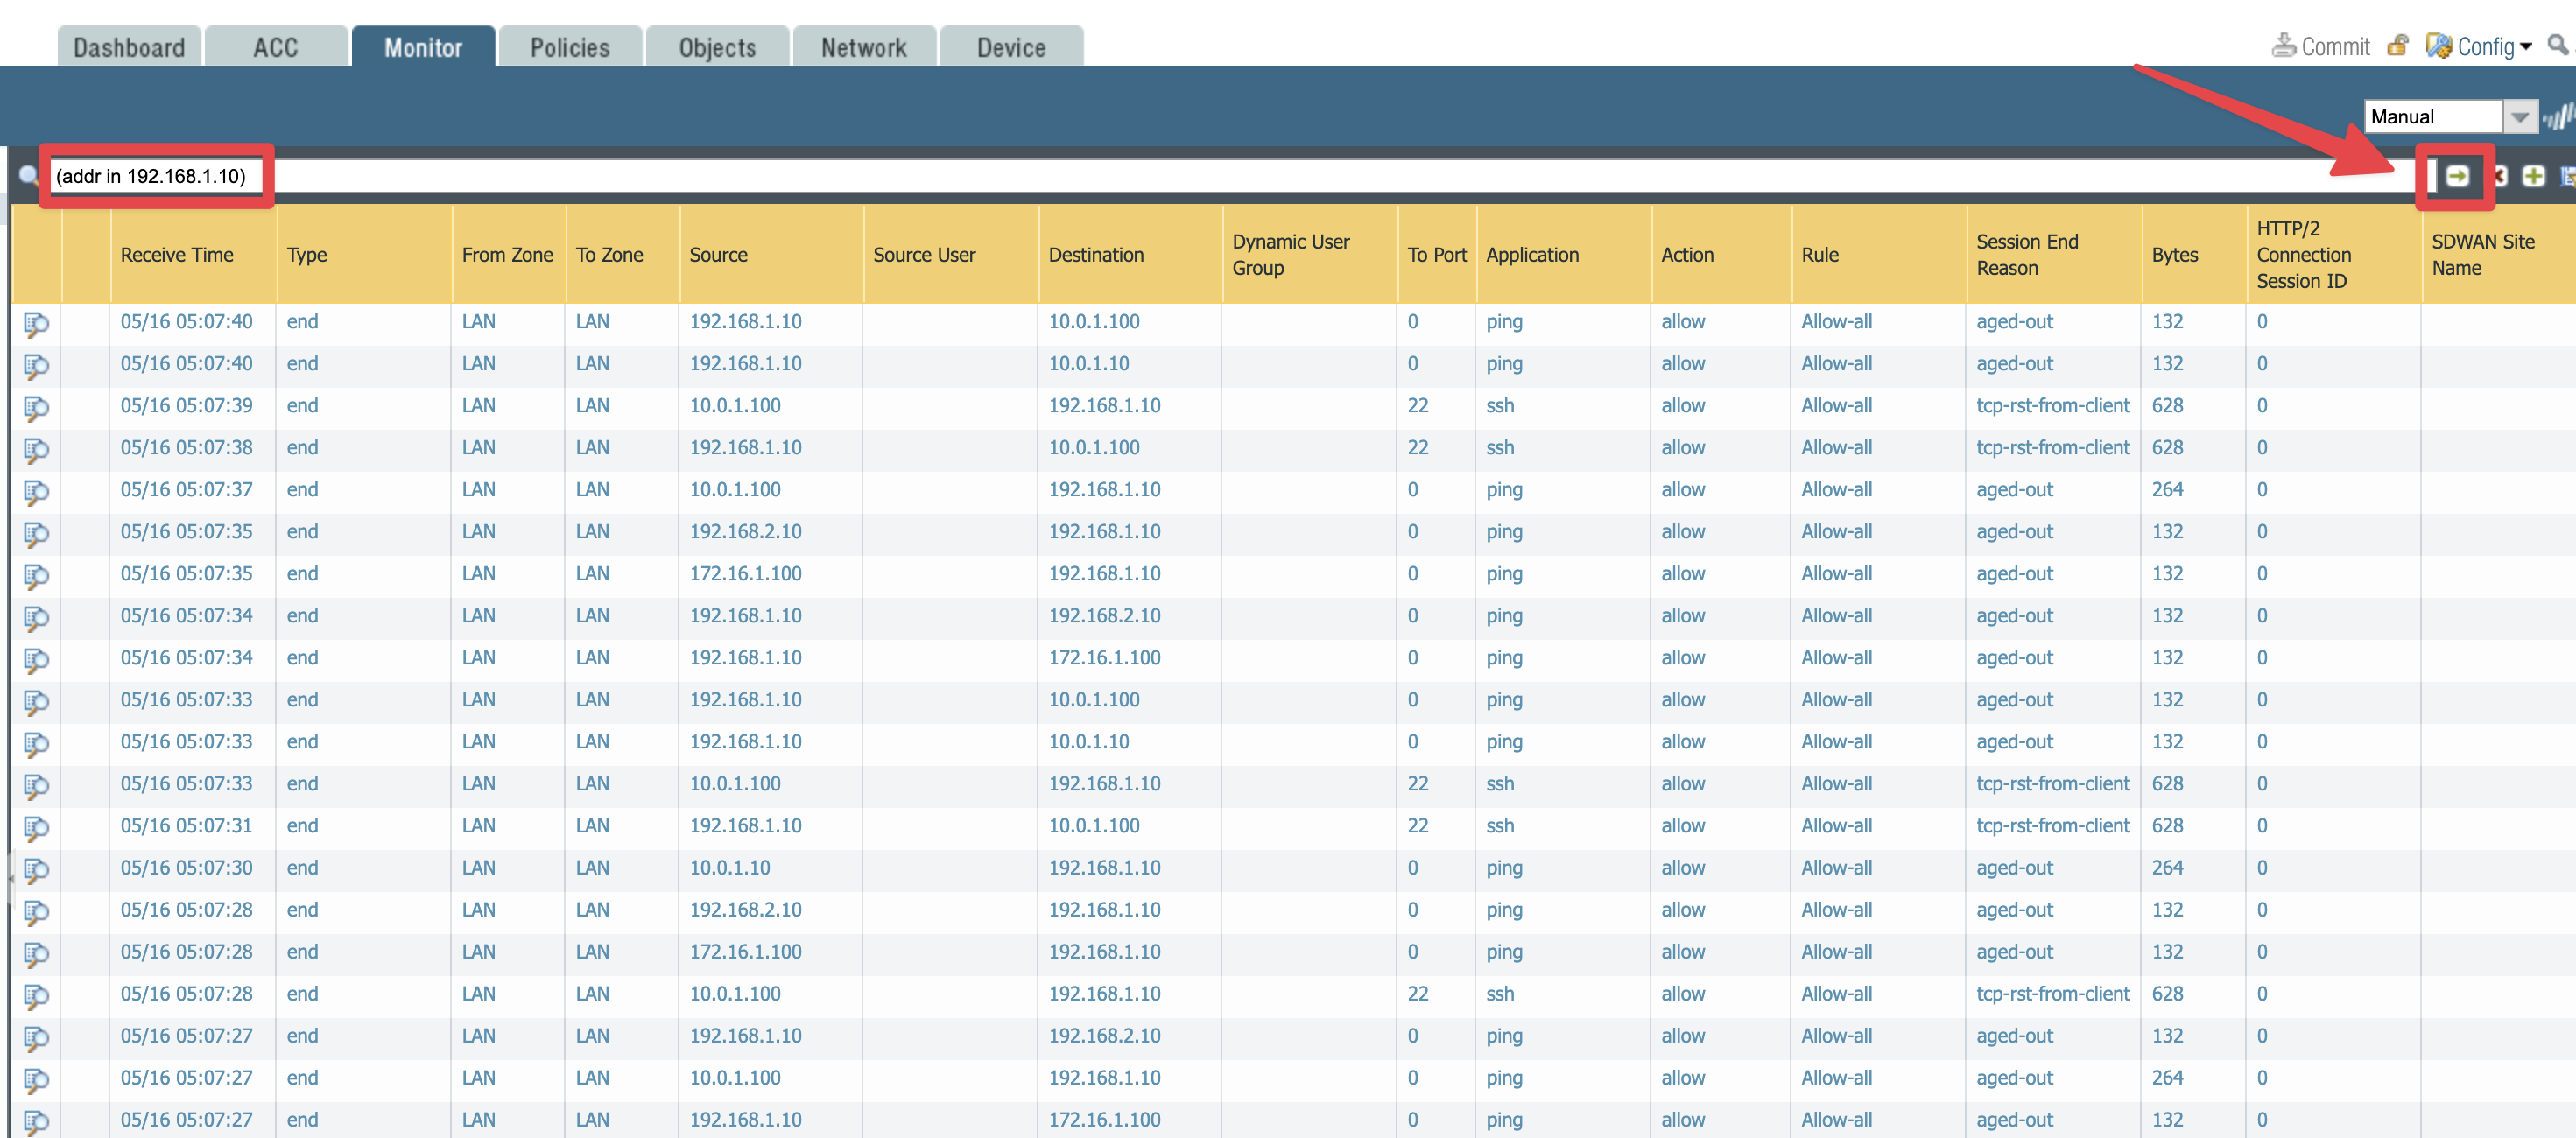 Dashboard ACC Monitor Policies Objects Network Device
Commit Config
Manual
(addr in 192.168.1.10)
Receive Time Type From Zone To Zone Source Source User Destination Dynamic User Group To Port Application Action Rule Session End Reason Bytes HTTP/2 Connection Session ID SDWAN Site Name
05/16 05:07:40 end LAN LAN 192.168.1.10 10.0.1.100 0 ping allow Allow-all aged-out 132 0
05/16 05:07:40 end LAN LAN 192.168.1.10 10.0.1.10 0 ping allow Allow-all aged-out 132 0
05/16 05:07:39 end LAN LAN 10.0.1.100 192.168.1.10 22 ssh allow Allow-all tcp-rst-from-client 628 0
05/16 05:07:38 end LAN LAN 192.168.1.10 10.0.1.100 22 ssh allow Allow-all tcp-rst-from-client 628 0
05/16 05:07:37 end LAN LAN 10.0.1.100 192.168.1.10 0 ping allow Allow-all aged-out 264 0
05/16 05:07:35 end LAN LAN 192.168.2.10 192.168.1.10 0 ping allow Allow-all aged-out 132 0
05/16 05:07:35 end LAN LAN 172.16.1.100 192.168.1.10 0 ping allow Allow-all aged-out 132 0
05/16 05:07:34 end LAN LAN 192.168.1.10 192.168.2.10 0 ping allow Allow-all aged-out 132 0
05/16 05:07:34 end LAN LAN 192.168.1.10 172.16.1.100 0 ping allow Allow-all aged-out 132 0
05/16 05:07:33 end LAN LAN 192.168.1.10 10.0.1.100 0 ping allow Allow-all aged-out 132 0
05/16 05:07:33 end LAN LAN 192.168.1.10 10.0.1.10 0 ping allow Allow-all aged-out 132 0
05/16 05:07:33 end LAN LAN 10.0.1.100 192.168.1.10 22 ssh allow Allow-all tcp-rst-from-client 628 0
05/16 05:07:31 end LAN LAN 192.168.1.10 10.0.1.100 22 ssh allow Allow-all tcp-rst-from-client 628 0
05/16 05:07:30 end LAN LAN 10.0.1.10 192.168.1.10 0 ping allow Allow-all aged-out 264 0
05/16 05:07:28 end LAN LAN 192.168.2.10 192.168.1.10 0 ping allow Allow-all aged-out 132 0
05/16 05:07:28 end LAN LAN 172.16.1.100 192.168.1.10 0 ping allow Allow-all aged-out 132 0
05/16 05:07:28 end LAN LAN 10.0.1.100 192.168.1.10 22 ssh allow Allow-all tcp-rst-from-client 628 0
05/16 05:07:27 end LAN LAN 192.168.1.10 192.168.2.10 0 ping allow Allow-all aged-out 132 0
05/16 05:07:27 end LAN LAN 10.0.1.100 192.168.1.10 0 ping allow Allow-all aged-out 264 0
05/16 05:07:27 end LAN LAN 192.168.1.10 172.16.1.100 0 ping allow Allow-all aged-out 132 0